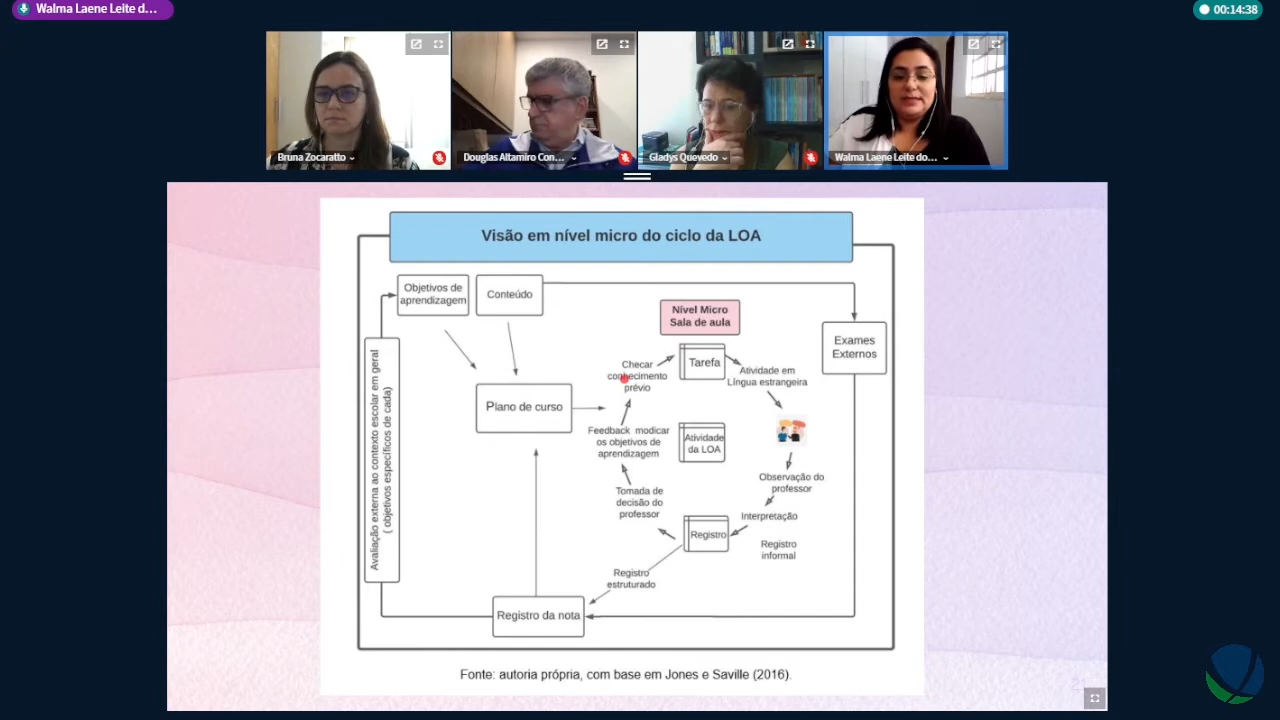 Walma Laene Leite d...
00:14:38
Bruna Zocaratto
Douglas Altamiro Con...
Gladys Quevedo
Walma Laene Leite do...
Visão em nível micro do ciclo da LOA
Objetivos de
aprendizagem
Conteúdo
Nível Micro
Sala de aula
Exames
Externos
Checar
conhecimento
prévio
Tarefa
Atividade em
Língua estrangeira
Plano de curso
Feedback modicar
os objetivos de
aprendizagem
Atividade
da LOA
Avaliação externa ao contexto escolar em geral
( objetivos específicos de cada)
Observação do
professor
Tomada de
decisão do
professor
Interpretação
Registro
Registro
informal
Registro
estruturado
Registro da nota
Fonte: autoria própria, com base em Jones e Saville (2016).
21